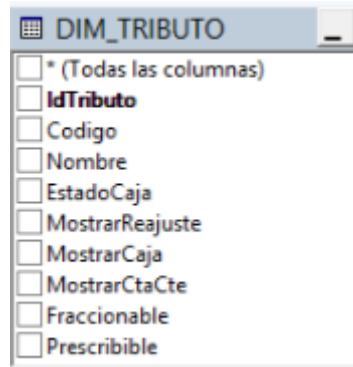 DIM_TRIBUTO
* (Todas las columnas)
IdTributo
Codigo
Nombre
EstadoCaja
MostrarReajuste
MostrarCaja
MostrarCtaCte
Fraccionable
Prescribible